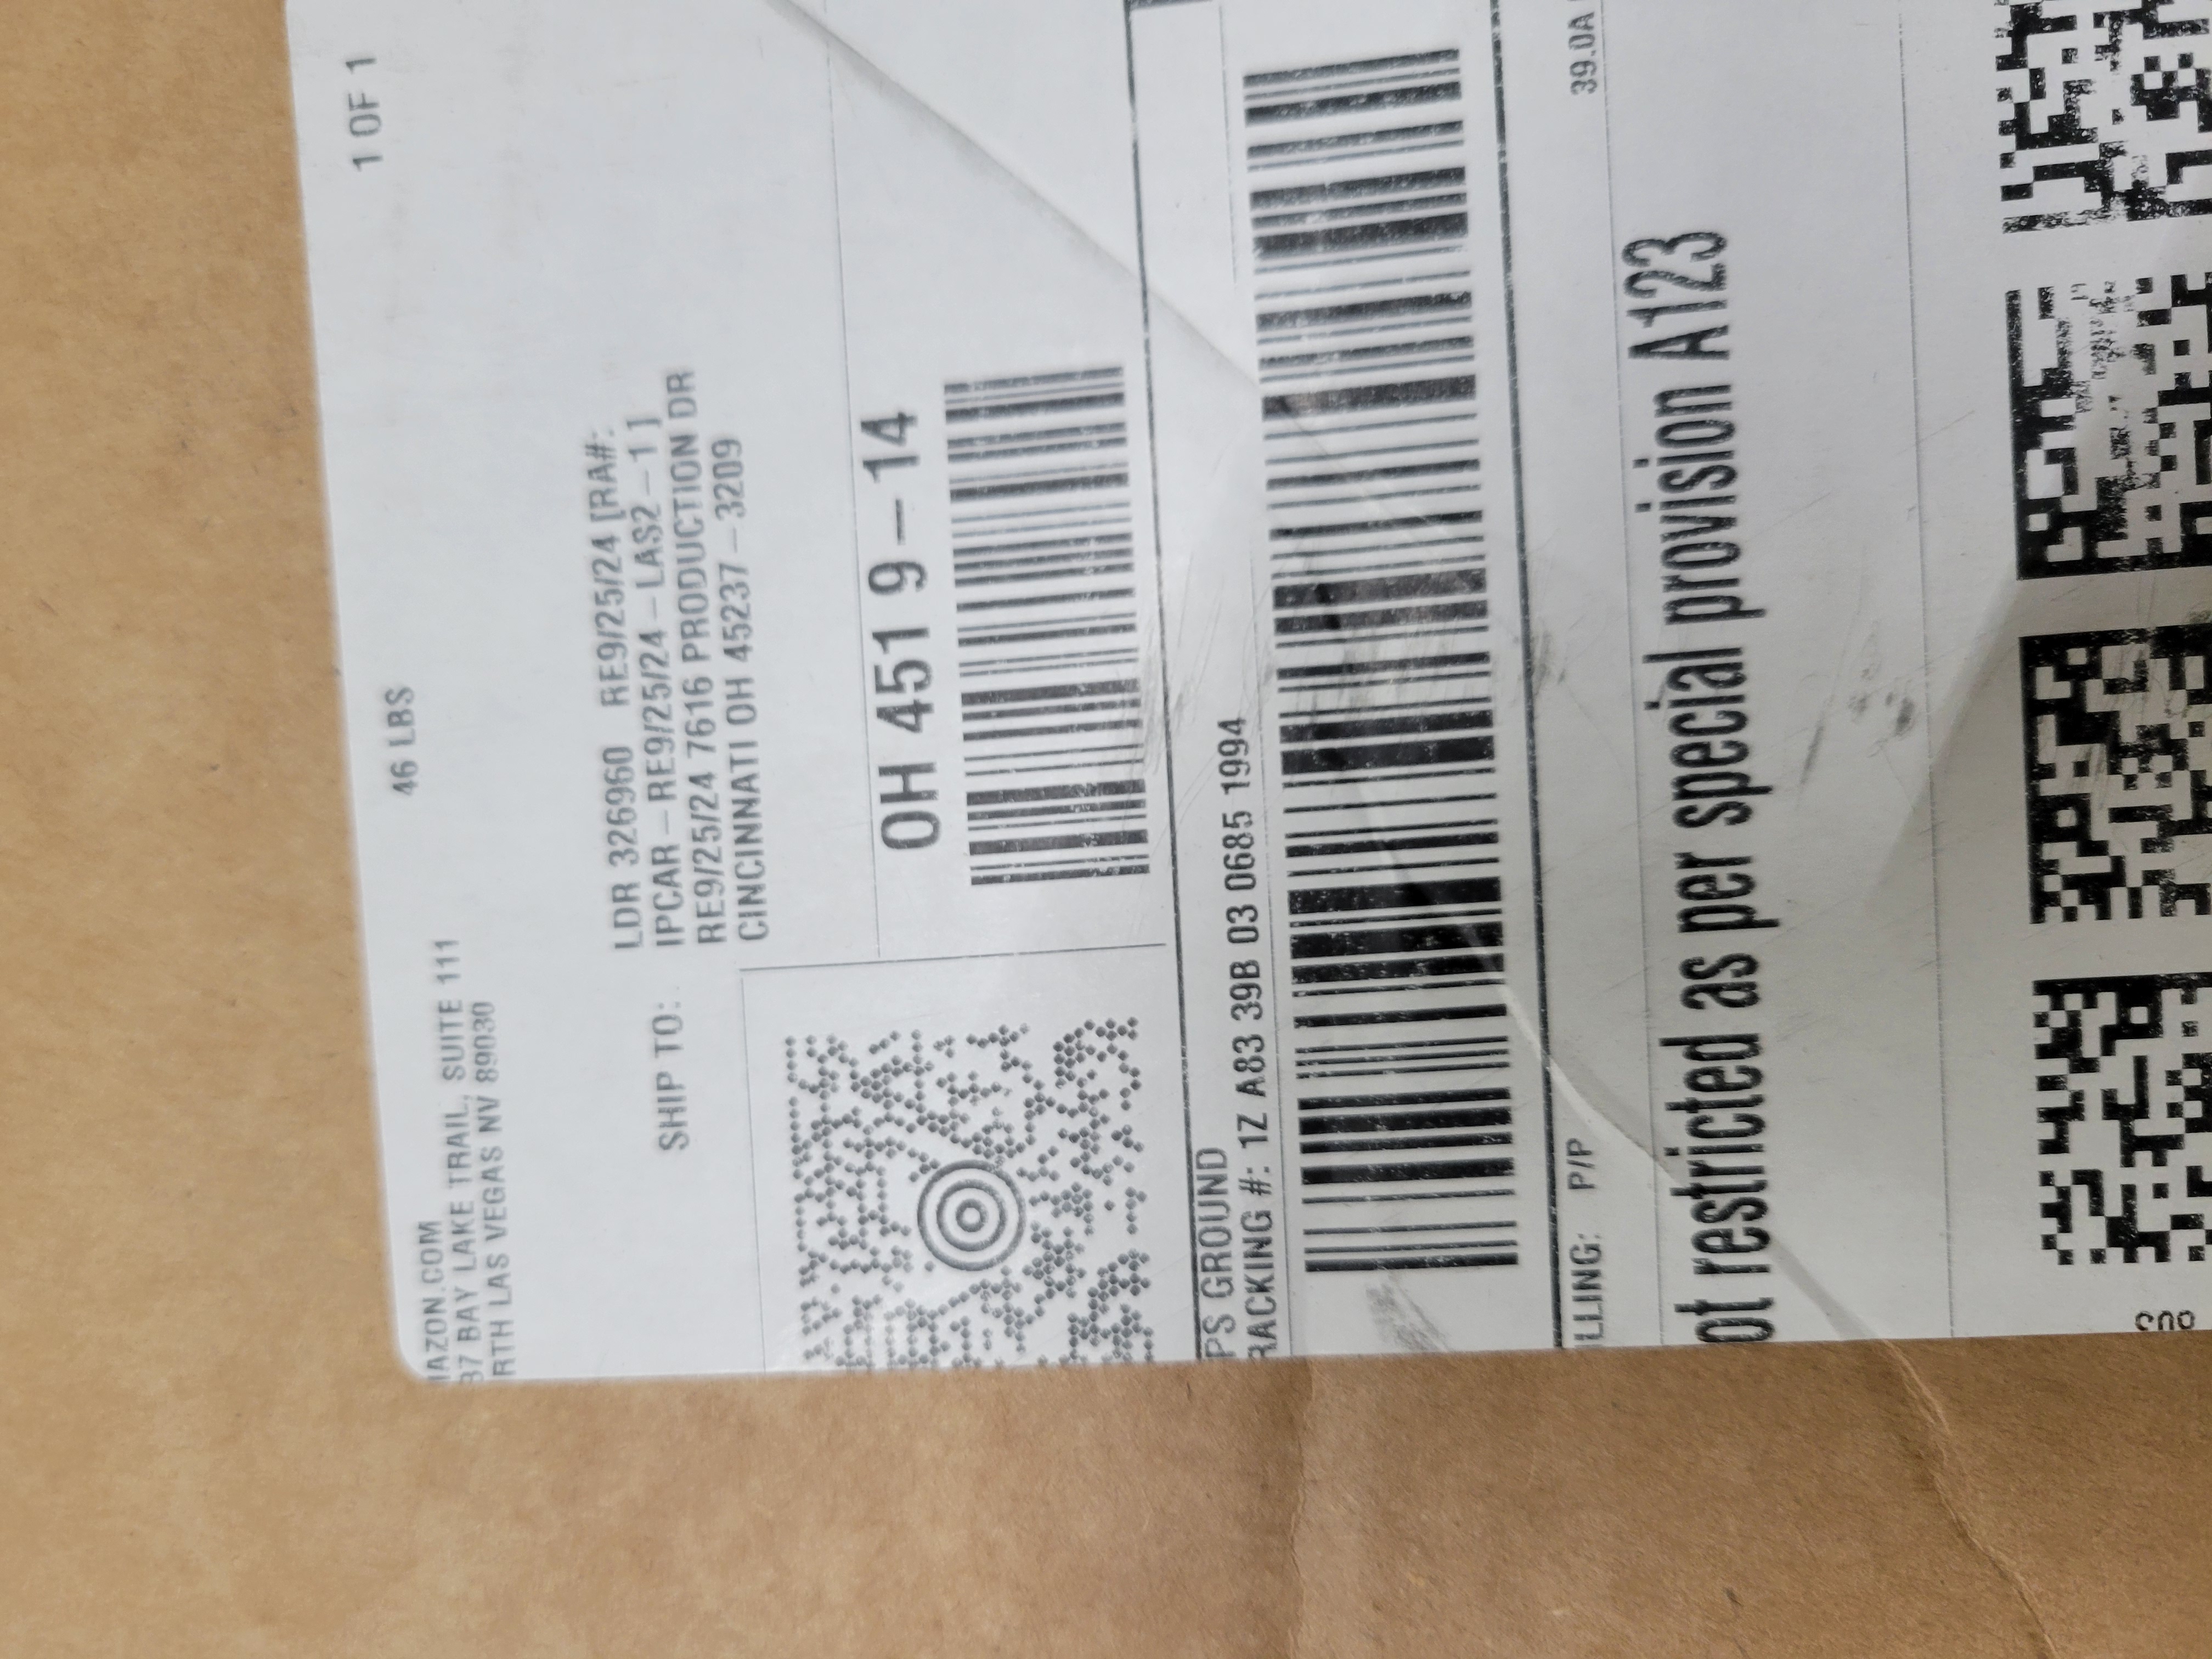 IAZON.COM
37 BAY LAKE TRAIL, SUITE 111
RTH LAS VEGAS NV 89030
46 LBS
1 OF 1
SHIP TO:
LDR 326960 RE9/25/24 [RA#:
IPCAR-RE9/25/24-LAS2-1]
RE9/25/24 7616 PRODUCTION DR
CINCINNATI OH 45237-3209
OH 451 9-14
PS GROUND
RACKING #: 1Z A83 39B 03 0685 1994
LLING: P/P
39.0A
ot restricted as per special provision A123